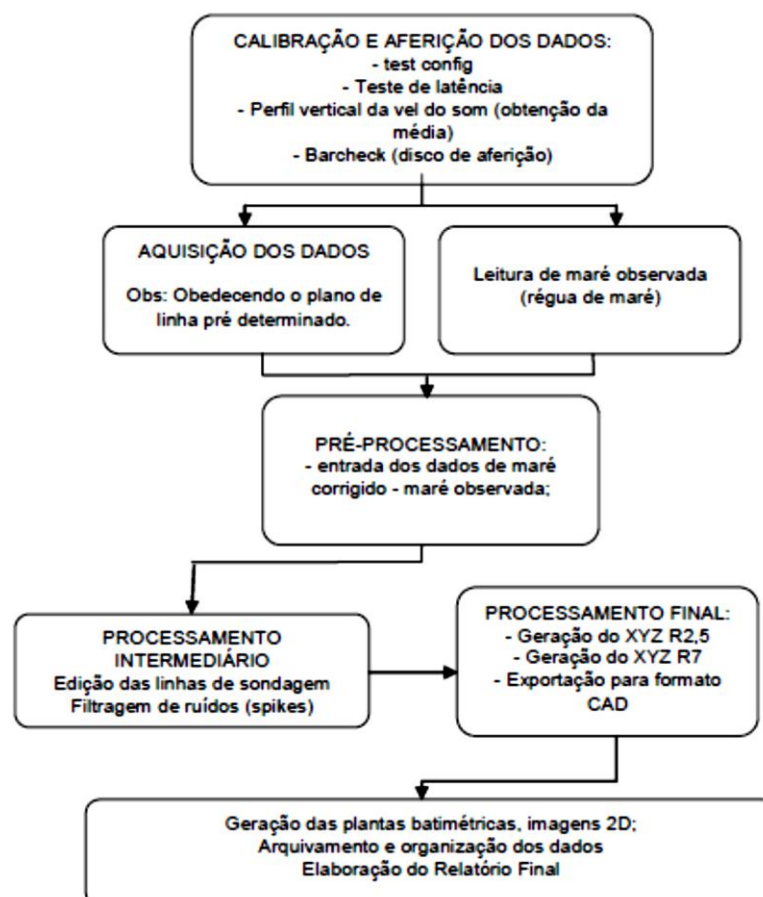 CALIBRAÇÃO E AFERIÇÃO DOS DADOS:
- test config
- Teste de latência
- Perfil vertical da vel do som (obtenção da
média)
- Barcheck (disco de aferição)
AQUISIÇÃO DOS DADOS
Obs: Obedecendo o plano de
linha pré determinado.
Leitura de maré observada
(régua de maré)
PRÉ-PROCESSAMENTO:
- entrada dos dados de maré
corrigido - maré observada;
PROCESSAMENTO
INTERMEDIÁRIO
Edição das linhas de sondagem
Filtragem de ruídos (spikes)
PROCESSAMENTO FINAL:
- Geração do XYZ R2,5
- Geração do XYZ R7
- Exportação para formato
CAD
Geração das plantas batimétricas, imagens 2D;
Arquivamento e organização dos dados
Elaboração do Relatório Final